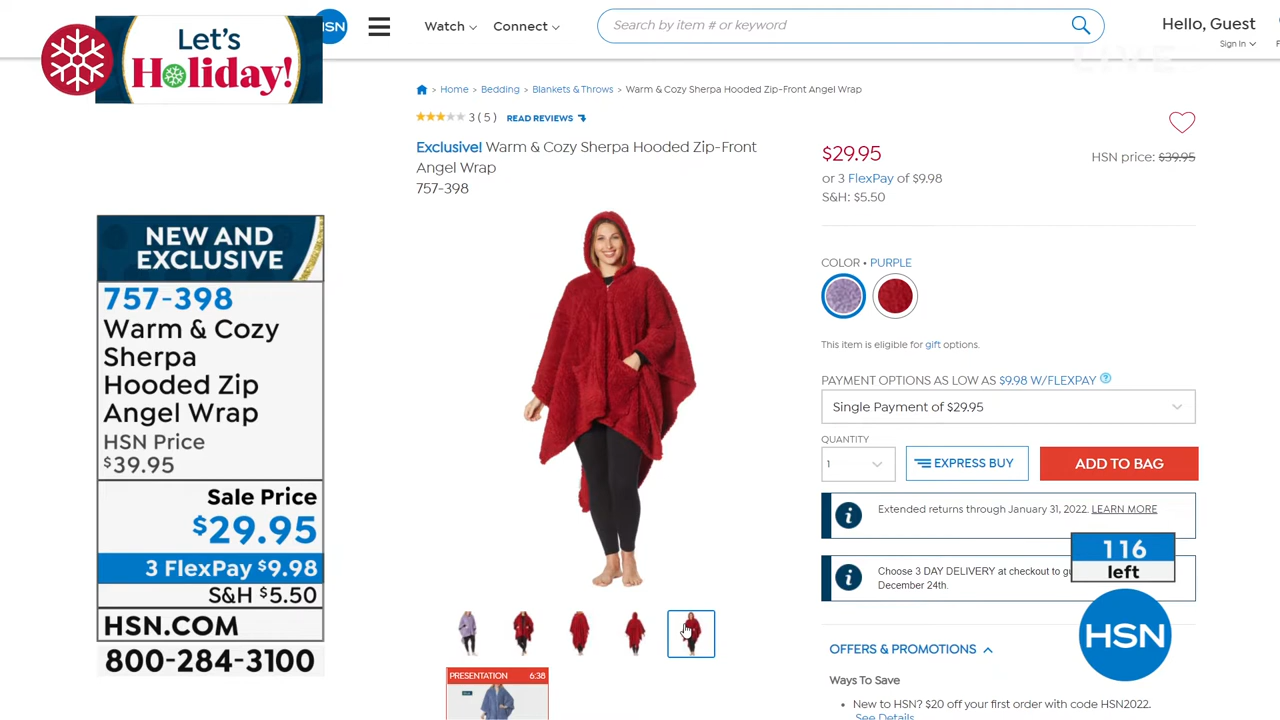 Let's
Holiday!
HSN
Watch
Connect
Search by item # or keyword
Hello, Guest
Sign In
LIVE
> Home > Bedding > Blankets & Throws > Warm & Cozy Sherpa Hooded Zip-Front Angel Wrap
3 ( 5 ) READ REVIEWS
Exclusive! Warm & Cozy Sherpa Hooded Zip-Front
Angel Wrap
757-398
$29.95
HSN price: $39.95
or 3 FlexPay of $9.98
S&H: $5.50
COLOR • PURPLE
This item is eligible for gift options.
PAYMENT OPTIONS AS LOW AS $9.98 W/FLEXPAY ?
Single Payment of $29.95
QUANTITY
1
EXPRESS BUY
ADD TO BAG
Extended returns through January 31, 2022. LEARN MORE
Choose 3 DAY DELIVERY at checkout to
December 24th.
116
left
HSN
OFFERS & PROMOTIONS
Ways To Save
• New to HSN? $20 off your first order with code HSN2022.
See Details
NEW AND
EXCLUSIVE
757-398
Warm & Cozy
Sherpa
Hooded Zip
Angel Wrap
HSN Price
$39.95
Sale Price
$29.95
3 FlexPay $9.98
S&H $5.50
HSN.COM
800-284-3100
PRESENTATION 6:38